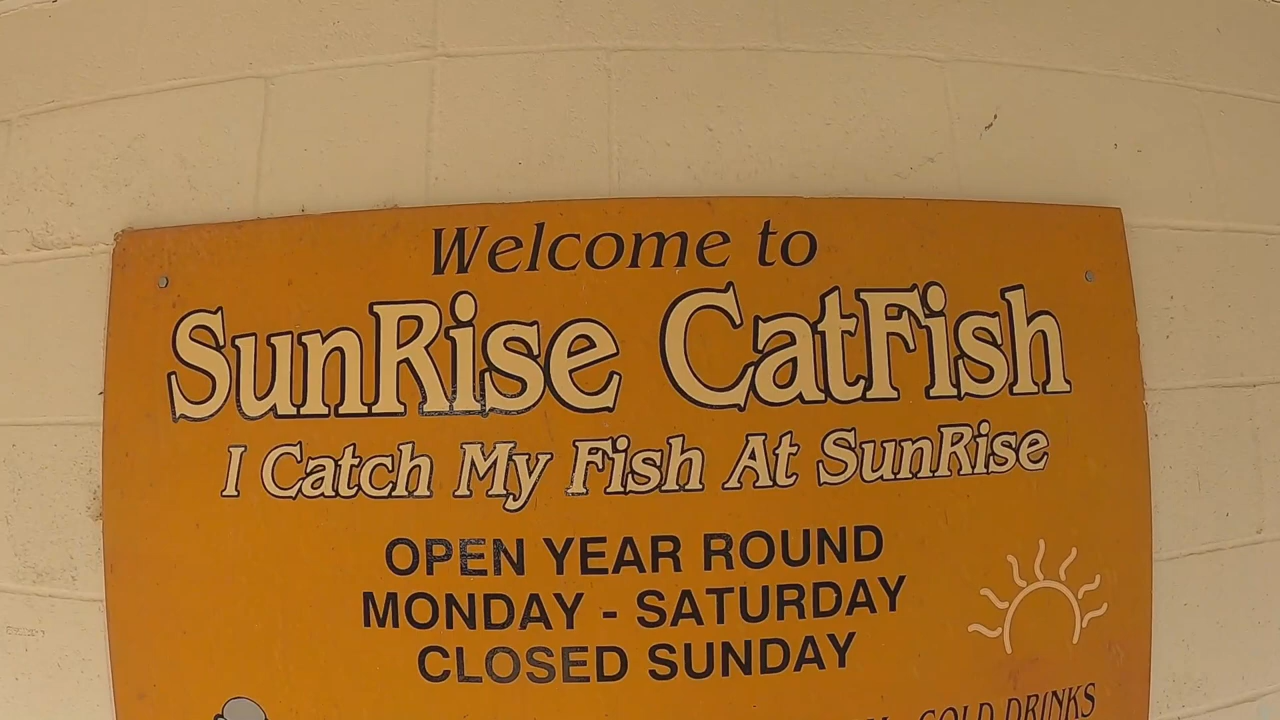 Welcome to
SunRise CatFish
I Catch My Fish At SunRise
OPEN YEAR ROUND
MONDAY - SATURDAY
CLOSED SUNDAY
COLD DRINKS